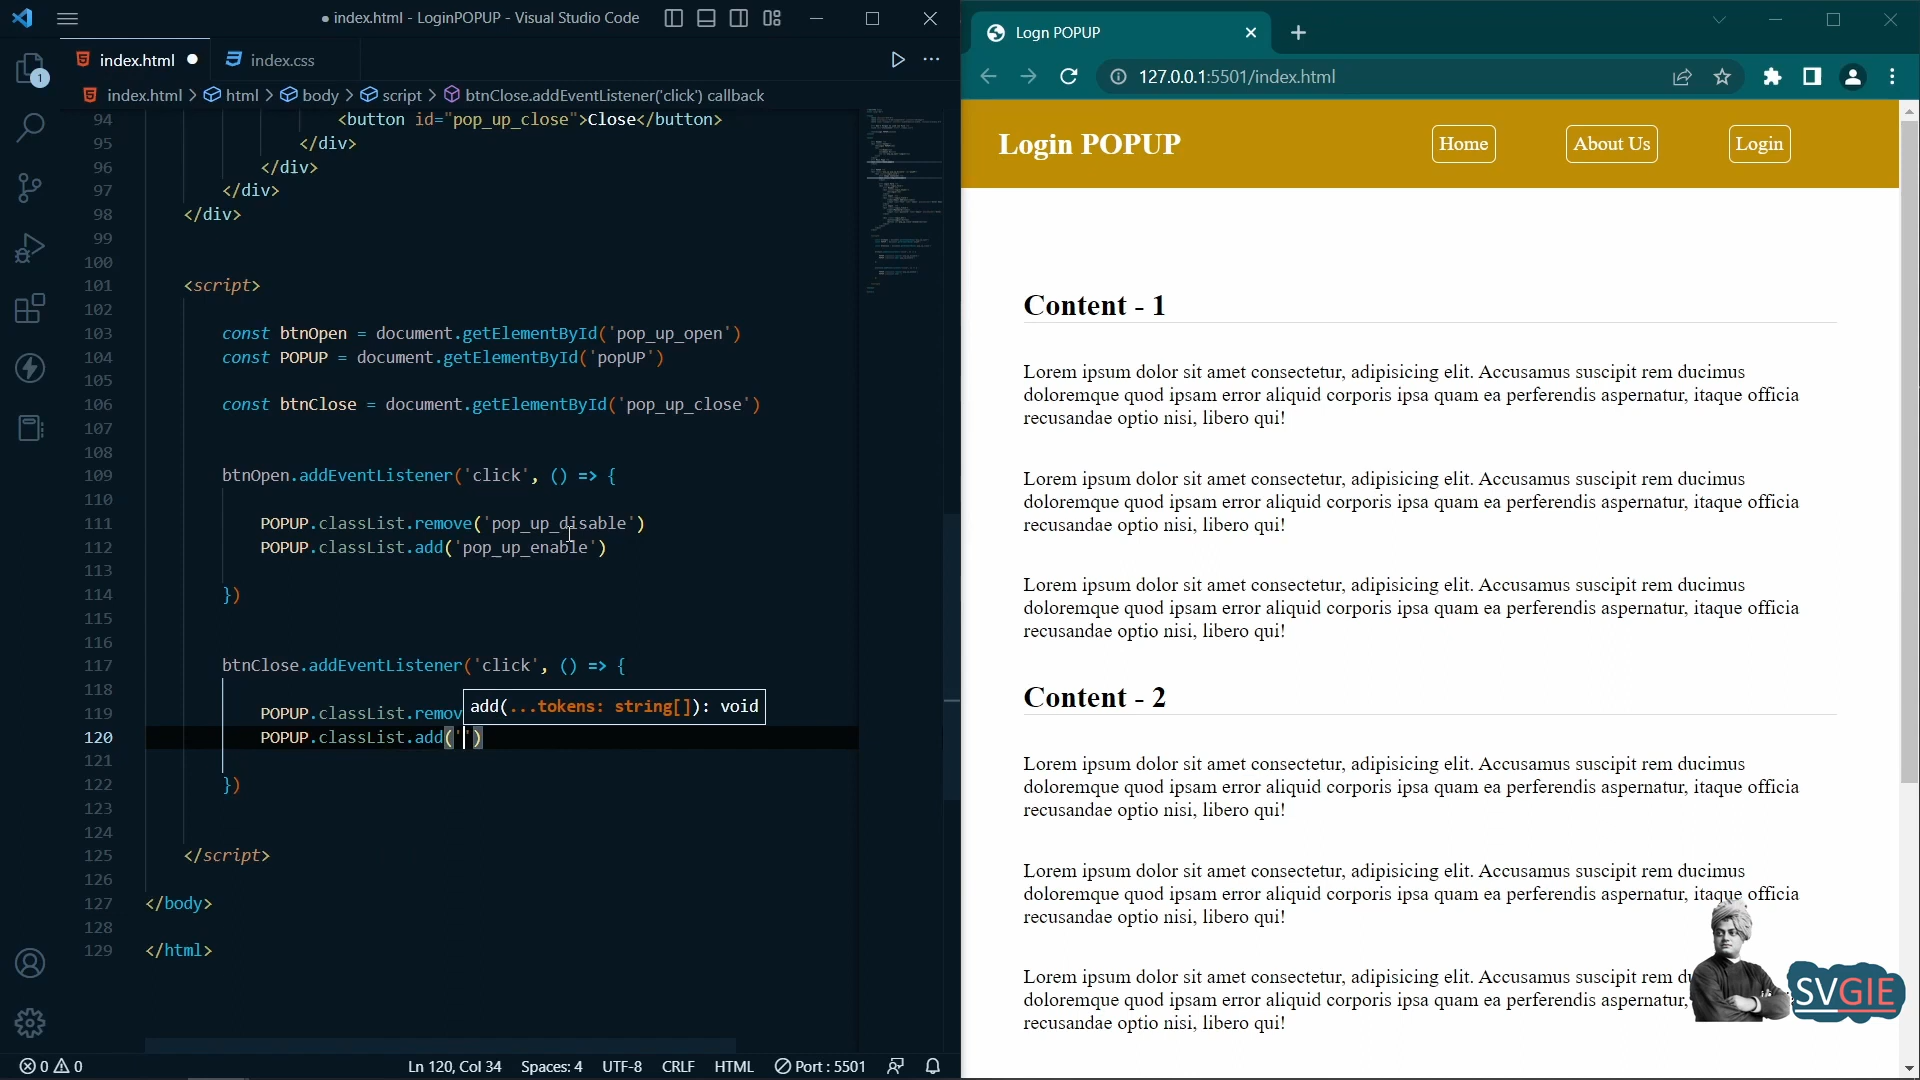 index.html - LoginPOPUP - Visual Studio Code
index.html
index.css
1
index.html > html > body > script > btnClose.addEventListener('click') callback
94 <button id="pop_up_close">Close</button>
95 </div>
96 </div>
97 </div>
98 </div>
99
100
101 <script>
102
103 const btnOpen = document.getElementById('pop_up_open')
104 const POPUP = document.getElementById('popUP')
105
106 const btnClose = document.getElementById('pop_up_close')
107
108
109 btnOpen.addEventListener('click', () => {
110
111 POPUP.classList.remove('pop_up_disable')
112 POPUP.classList.add('pop_up_enable')
113
114 })
115
116
117 btnClose.addEventListener('click', () => {
118
119 POPUP.classList.remov
add(...tokens: string[]): void
120 POPUP.classList.add('')
121
122 })
123
124
125 </script>
126
127 </body>
128
129 </html>
0 0
Ln 120, Col 34
Spaces: 4
UTF-8
CRLF
HTML
Port : 5501
Logn POPUP
127.0.0.1:5501/index.html
Login POPUP
Home
About Us
Login
Content - 1
Lorem ipsum dolor sit amet consectetur, adipisicing elit. Accusamus suscipit rem ducimus
doloremque quod ipsam error aliquid corporis ipsa quam ea perferendis aspernatur, itaque officia
recusandae optio nisi, libero qui!
Lorem ipsum dolor sit amet consectetur, adipisicing elit. Accusamus suscipit rem ducimus
doloremque quod ipsam error aliquid corporis ipsa quam ea perferendis aspernatur, itaque officia
recusandae optio nisi, libero qui!
Lorem ipsum dolor sit amet consectetur, adipisicing elit. Accusamus suscipit rem ducimus
doloremque quod ipsam error aliquid corporis ipsa quam ea perferendis aspernatur, itaque officia
recusandae optio nisi, libero qui!
Content - 2
Lorem ipsum dolor sit amet consectetur, adipisicing elit. Accusamus suscipit rem ducimus
doloremque quod ipsam error aliquid corporis ipsa quam ea perferendis aspernatur, itaque officia
recusandae optio nisi, libero qui!
Lorem ipsum dolor sit amet consectetur, adipisicing elit. Accusamus suscipit rem ducimus
doloremque quod ipsam error aliquid corporis ipsa quam ea perferendis aspernatur, itaque officia
recusandae optio nisi, libero qui!
Lorem ipsum dolor sit amet consectetur, adipisicing elit. Accusamus suscipit rem
doloremque quod ipsam error aliquid corporis ipsa quam ea perferendis aspernatur,
recusandae optio nisi, libero qui!
SVGIE